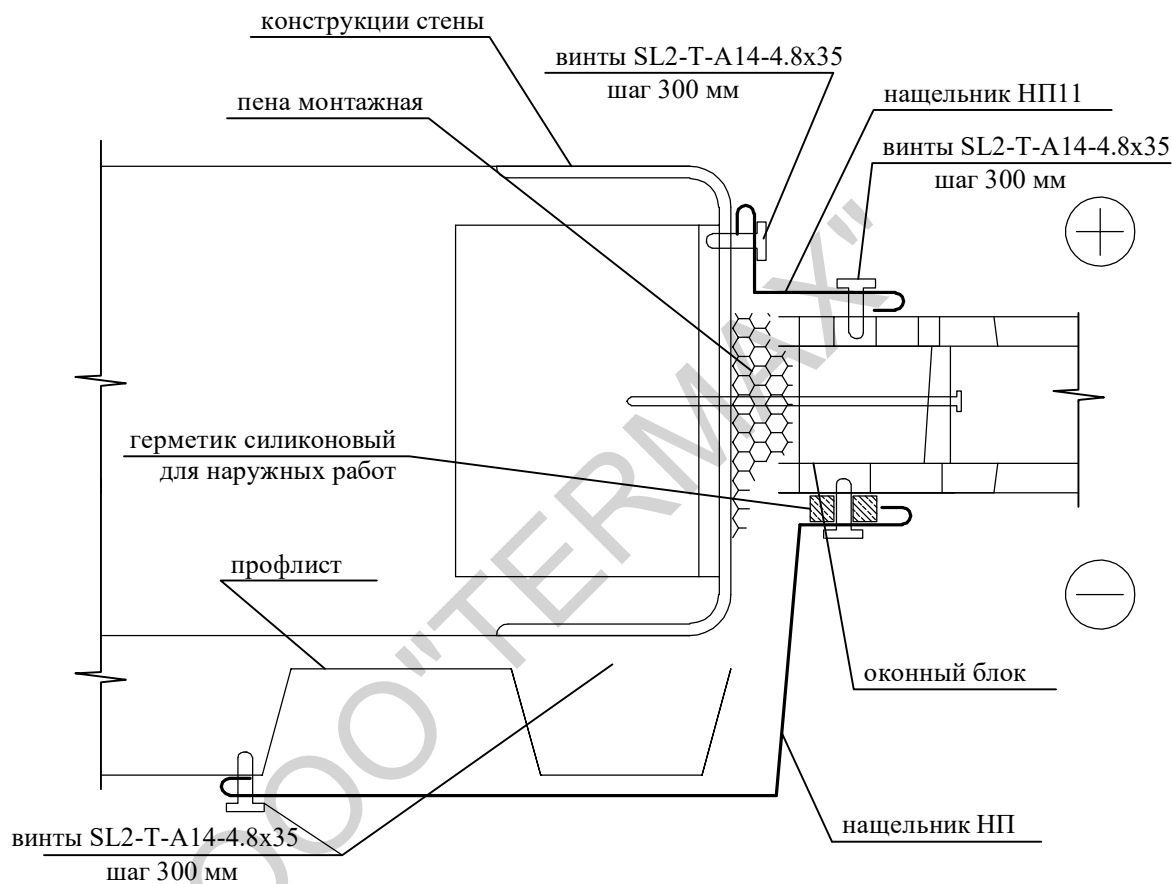 конструкции стены
винты SL2-T-A14-4.8x35
шаг 300 мм
пена монтажная
нащельник НП11
винты SL2-T-A14-4.8x35
шаг 300 мм
герметик силиконовый
для наружных работ
профлист
оконный блок
винты SL2-T-A14-4.8x35
шаг 300 мм
нащельник НП
ООО"TERMAX"